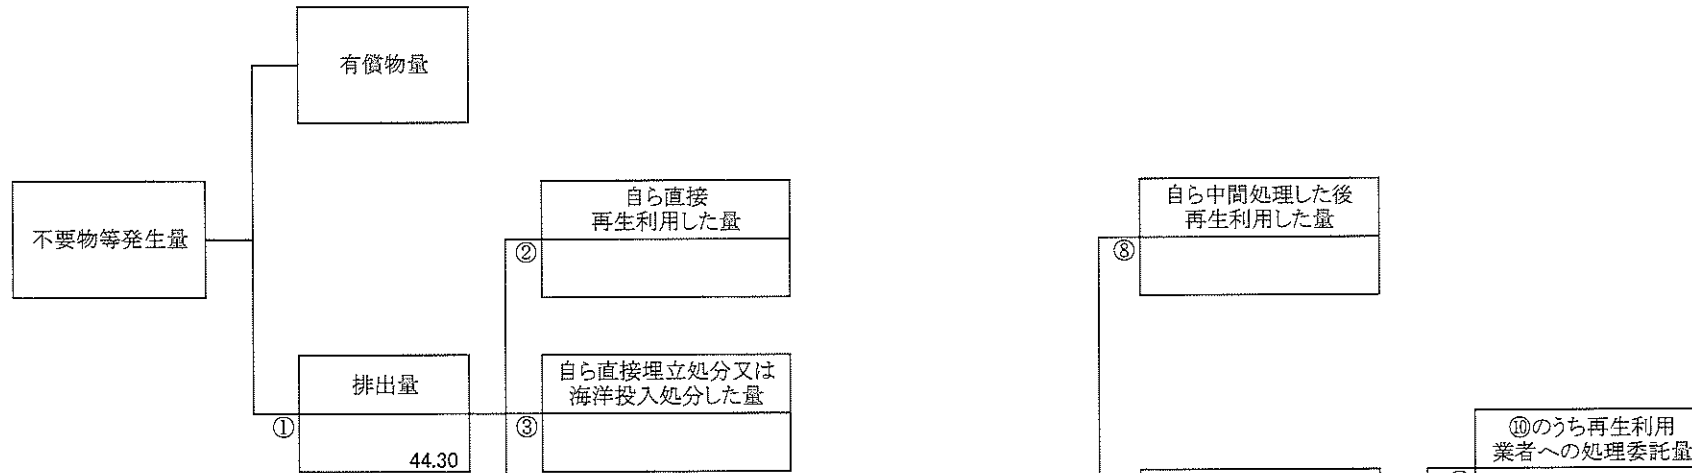 有償物量
不要物等発生量
自ら直接
再生利用した量
②
自ら中間処理した後
再生利用した量
⑧
排出量
①
44.30
自ら直接埋立処分又は
海洋投入処分した量
③
⑩のうち再生利用
業者への処理委託量